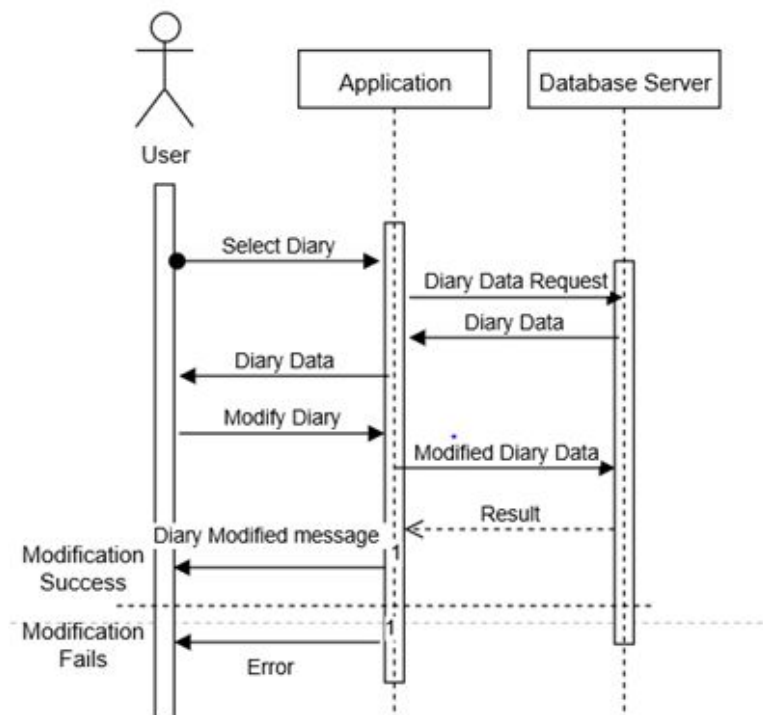 Application
Database Server
User
Select Diary
Diary Data Request
Diary Data
Diary Data
Modify Diary
Modified Diary Data
Result
Diary Modified message
1
Modification
Success
Modification
Fails
1
Error